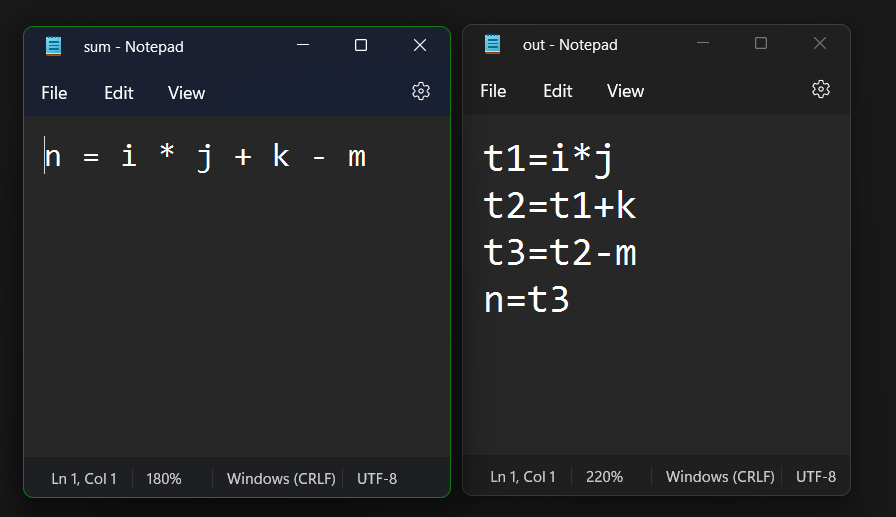 sum - Notepad
File Edit View
n = i * j + k - m
Ln 1, Col 1 180% Windows (CRLF) UTF-8
out - Notepad
File Edit View
t1=i*j
t2=t1+k
t3=t2-m
n=t3
Ln 1, Col 1 220% Windows (CRLF) UTF-8